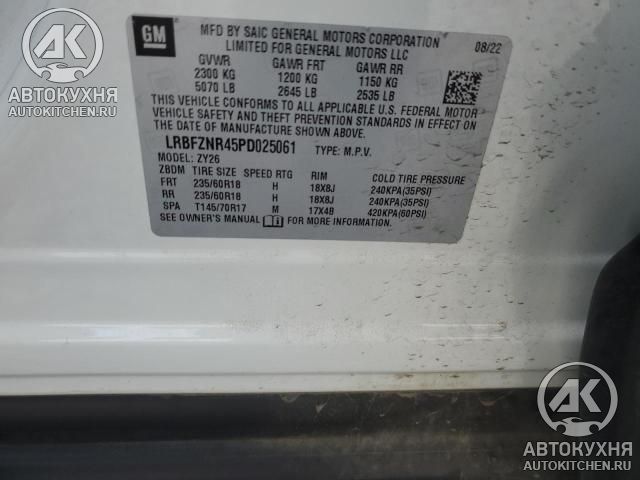 AK
АВТОКУХНЯ
AUTOKITCHEN.RU
GM
MFD BY SAIC GENERAL MOTORS CORPORATION
LIMITED FOR GENERAL MOTORS LLC
08/22
GVWR GAWR FRT GAWR RR
2300 KG 1200 KG 1150 KG
5070 LB 2645 LB 2535 LB
THIS VEHICLE CONFORMS TO ALL APPLICABLE U.S. FEDERAL MOTOR
VEHICLE SAFETY AND THEFT PREVENTION STANDARDS IN EFFECT ON
THE DATE OF MANUFACTURE SHOWN ABOVE.
LRBFZNR45PD025061 TYPE: M.P.V.
MODEL: ZY26
ZBDM TIRE SIZE SPEED RTG RIM COLD TIRE PRESSURE
FRT 235/60R18 H 18X8J 240KPA(35PSI)
RR 235/60R18 H 18X8J 240KPA(35PSI)
SPA T145/70R17 M 17X4B 420KPA(60PSI)
SEE OWNER'S MANUAL FOR MORE INFORMATION.
AK
АВТОКУХНЯ
AUTOKITCHEN.RU